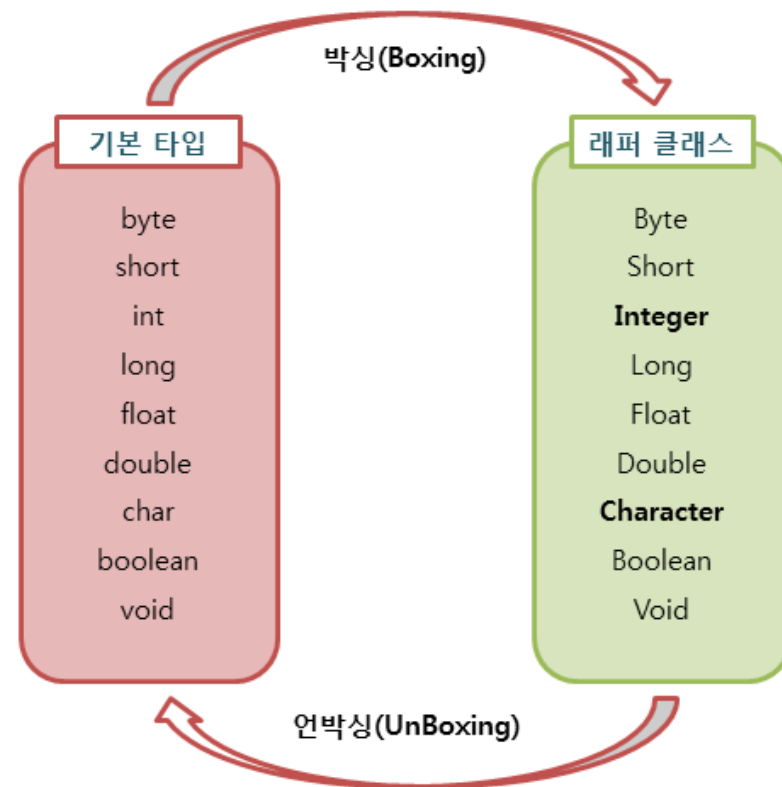 박싱(Boxing)
기본 타입
byte
short
int
long
float
double
char
boolean
void
래퍼 클래스
Byte
Short
Integer
Long
Float
Double
Character
Boolean
Void
언박싱(UnBoxing)